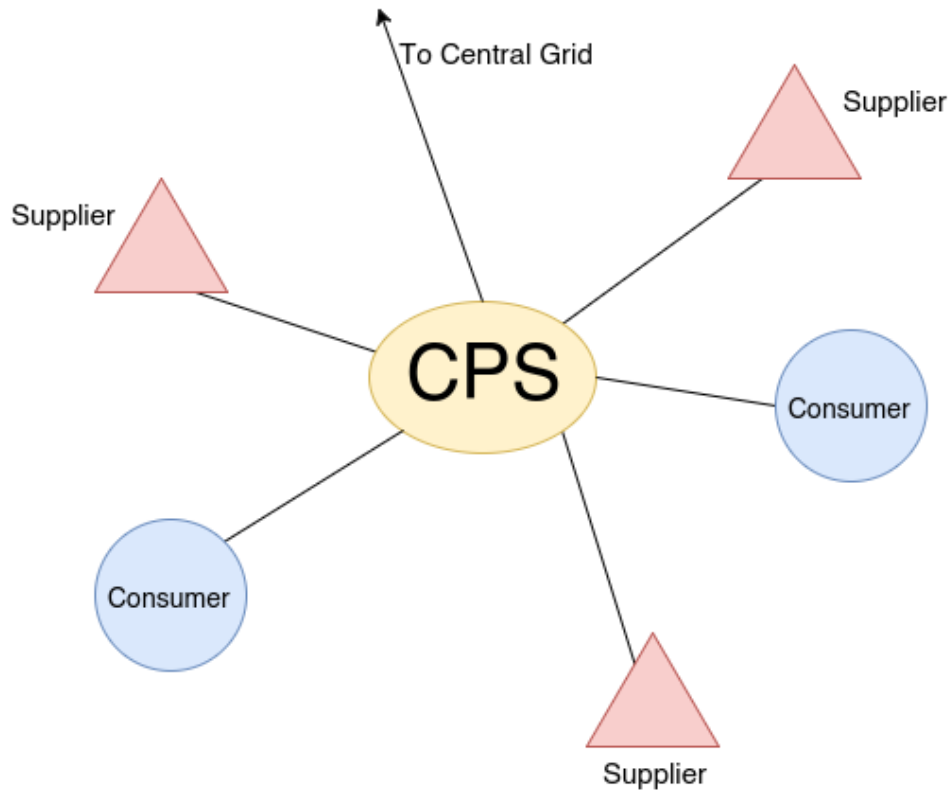 To Central Grid
Supplier
Supplier
CPS
Consumer
Consumer
Supplier